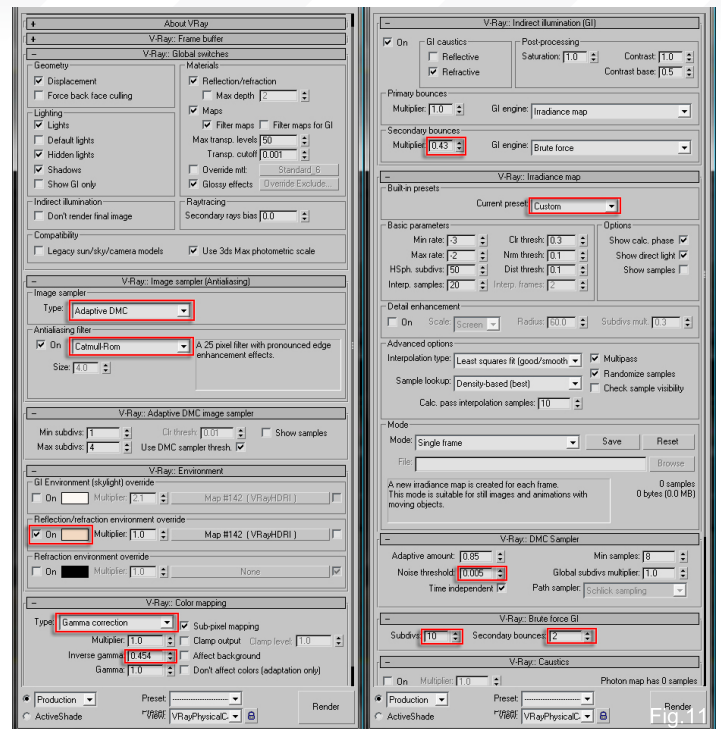 + About VRay
+ V-Ray:: Frame buffer
- V-Ray:: Global switches
Geometry
Displacement
Force back face culling
Lighting
Lights
Default lights
Hidden lights
Shadows
Show GI only
Materials
Reflection/refraction
Max depth 2
Maps
Filter maps Filter maps for GI
Max transp. levels 50
Transp. cutoff 0.001
Override mtl: Standard_6
Glossy effects Override Exclude...
Indirect illumination
Don't render final image
Raytracing
Secondary rays bias 0.0
Compatibility
Legacy sun/sky/camera models Use 3ds Max photometric scale
- V-Ray:: Image sampler (Antialiasing)
Image sampler
Type: Adaptive DMC
Antialiasing filter
On Catmull-Rom
Size: 4.0
A 25 pixel filter with pronounced edge
enhancement effects.
- V-Ray:: Adaptive DMC image sampler
Min subdivs: 1 Clr thresh: 0.01 Show samples
Max subdivs: 4 Use DMC sampler thresh.
- V-Ray:: Environment
GI Environment (skylight) override
On Multiplier: 2.1 Map #142 ( VRayHDRI )
Reflection/refraction environment override
On Multiplier: 1.0 Map #142 ( VRayHDRI )
Refraction environment override
On Multiplier: 1.0 None
- V-Ray:: Color mapping
Type: Gamma correction
Multiplier: 1.0
Inverse gamma: 0.454
Gamma: 1.0
Sub-pixel mapping
Clamp output Clamp level: 1.0
Affect background
Don't affect colors (adaptation only)
Production
ActiveShade
Preset: --------------------
View: VRayPhysicalC
Render
- V-Ray:: Indirect illumination (GI)
On
GI caustics
Reflective
Refractive
Post-processing
Saturation: 1.0 Contrast: 1.0
Contrast base: 0.5
Primary bounces
Multiplier: 1.0 GI engine: Irradiance map
Secondary bounces
Multiplier: 0.43 GI engine: Brute force
- V-Ray:: Irradiance map
Built-in presets
Current preset: Custom
Basic parameters
Min rate: -3 Clr thresh: 0.3
Max rate: -2 Nrm thresh: 0.1
HSph. subdivs: 50 Dist thresh: 0.1
Interp. samples: 20 Interp. frames: 2
Options
Show calc. phase
Show direct light
Show samples
Detail enhancement
On Scale: Screen Radius: 60.0 Subdivs mult. 0.3
Advanced options
Interpolation type: Least squares fit (good/smooth
Sample lookup: Density-based (best)
Calc. pass interpolation samples: 10
Multipass
Randomize samples
Check sample visibility
Mode
Mode: Single frame Save Reset
File: Browse
A new irradiance map is created for each frame.
This mode is suitable for still images and animations with
moving objects.
0 samples
0 bytes (0.0 MB)
- V-Ray:: DMC Sampler
Adaptive amount: 0.85 Min samples: 8
Noise threshold: 0.005 Global subdivs multiplier: 1.0
Time independent Path sampler: Schlick sampling
- V-Ray:: Brute force GI
Subdivs: 10 Secondary bounces: 2
- V-Ray:: Caustics
On Multiplier: 1.0 Photon map has 0 samples
Production
ActiveShade
Preset: --------------------
View: VRayPhysicalC
Render
Fig.11